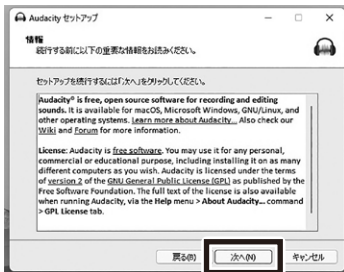 Audacity セットアップ
情報
続行する前に以下の重要な情報をお読みください。
セットアップを続行するには「次へ」をクリックしてください。
Audacity® is free, open source software for recording and editing
sounds. It is available for macOS, Microsoft Windows, GNU/Linux, and
other operating systems. Learn more about Audacity... Also check our
Wiki and Forum for more information.
License: Audacity is free software. You may use it for any personal,
commercial or educational purpose, including installing it on as many
different computers as you wish. Audacity is licensed under the terms
of version 2 of the GNU General Public License (GPL) as published by the
Free Software Foundation. The full text of the license is also available
when running Audacity, via the Help menu > About Audacity... command
> GPL License tab.
戻る(B) 次へ(N) キャンセル